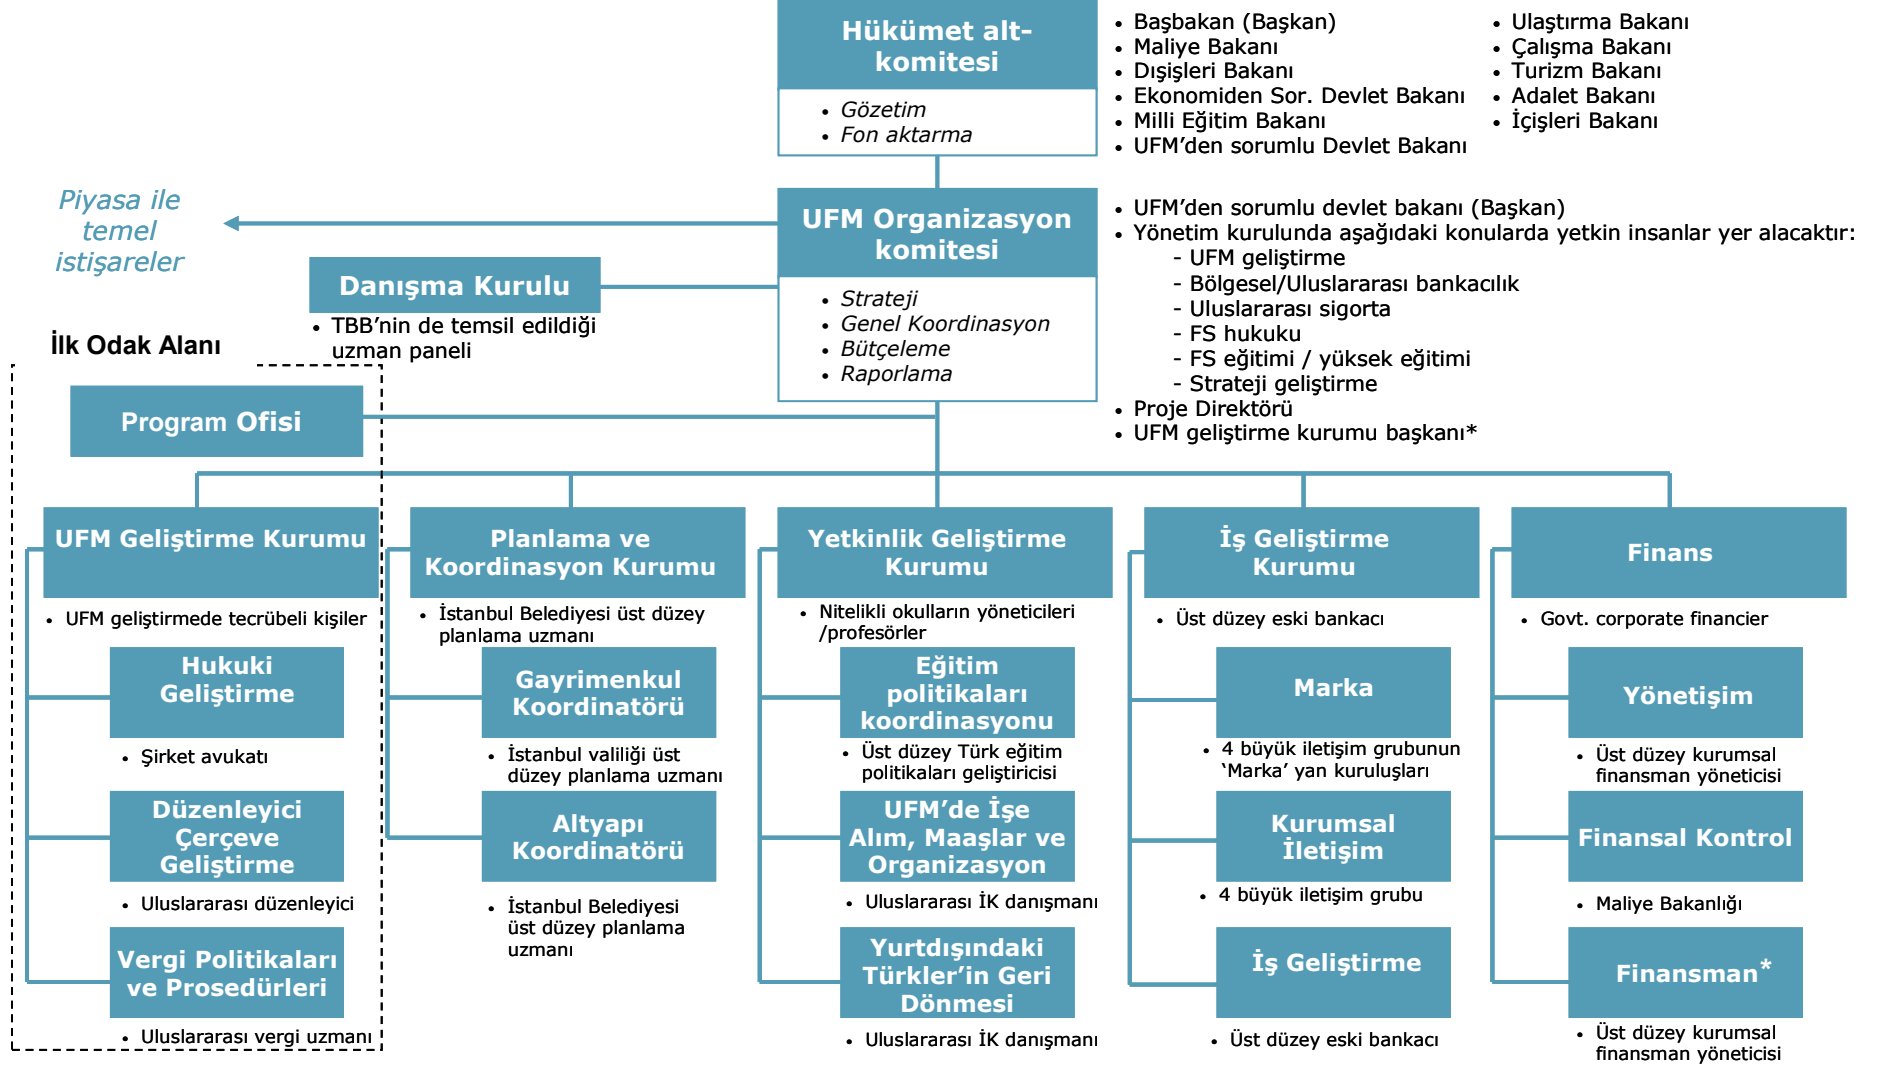 Hükümet alt-
komitesi
• Gözetim
• Fon aktarma
• Başbakan (Başkan)
• Maliye Bakanı
• Dışişleri Bakanı
• Ekonomiden Sor. Devlet Bakanı
• Milli Eğitim Bakanı
• UFM’den sorumlu Devlet Bakanı
• Ulaştırma Bakanı
• Çalışma Bakanı
• Turizm Bakanı
• Adalet Bakanı
• İçişleri Bakanı
Piyasa ile
temel
istişareler
UFM Organizasyon
komitesi
• Strateji
• Genel Koordinasyon
• Bütçeleme
• Raporlama
• UFM’den sorumlu devlet bakanı (Başkan)
• Yönetim kurulunda aşağıdaki konularda yetkin insanlar yer alacaktır:
- UFM geliştirme
- Bölgesel/Uluslararası bankacılık
- Uluslararası sigorta
- FS hukuku
- FS eğitimi / yüksek eğitimi
- Strateji geliştirme
• Proje Direktörü
• UFM geliştirme kurumu başkanı*
Danışma Kurulu
• TBB’nin de temsil edildiği
uzman paneli
İlk Odak Alanı
Program Ofisi
UFM Geliştirme Kurumu
• UFM geliştirmede tecrübeli kişiler
Hukuki
Geliştirme
• Şirket avukatı
Düzenleyici
Çerçeve
Geliştirme
• Uluslararası düzenleyici
Vergi Politikaları
ve Prosedürleri
• Uluslararası vergi uzmanı
Planlama ve
Koordinasyon Kurumu
• İstanbul Belediyesi üst düzey
planlama uzmanı
Gayrimenkul
Koordinatörü
• İstanbul valiliği üst
düzey planlama uzmanı
Altyapı
Koordinatörü
• İstanbul Belediyesi
üst düzey planlama
uzmanı
Yetkinlik Geliştirme
Kurumu
• Nitelikli okulların yöneticileri
/profesörler
Eğitim
politikaları
koordinasyonu
• Üst düzey Türk eğitim
politikaları geliştiricisi
UFM’de İşe
Alım, Maaşlar ve
Organizasyon
• Uluslararası İK danışmanı
Yurtdışındaki
Türkler’in Geri
Dönmesi
• Uluslararası İK danışmanı
İş Geliştirme
Kurumu
• Üst düzey eski bankacı
Marka
• 4 büyük iletişim grubunun
‘Marka’ yan kuruluşları
Kurumsal
İletişim
• 4 büyük iletişim grubu
İş Geliştirme
• Üst düzey eski bankacı
Finans
• Govt. corporate financier
Yönetişim
• Üst düzey kurumsal
finansman yöneticisi
Finansal Kontrol
• Maliye Bakanlığı
Finansman*
• Üst düzey kurumsal
finansman yöneticisi